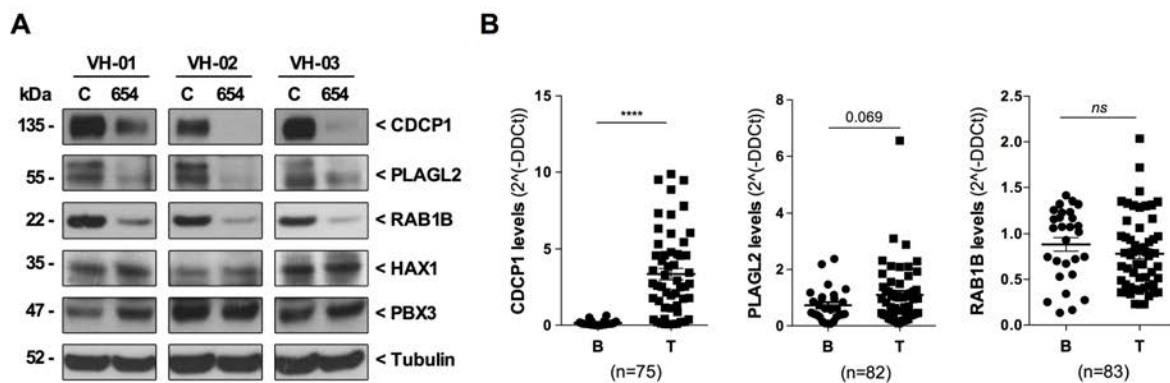 A
VH-01 VH-02 VH-03
kDa C 654 C 654 C 654
135 - < CDCP1
55 - < PLAGL2
22 - < RAB1B
35 - < HAX1
47 - < PBX3
52 - < Tubulin
B
CDCP1 levels (2^(-DDCt))
15
10
5
0
****
B T
(n=75)
PLAGL2 levels (2^(-DDCt))
8
6
4
2
0
0.069
B T
(n=82)
RAB1B levels (2^(-DDCt))
2.5
2.0
1.5
1.0
0.5
0.0
ns
B T
(n=83)